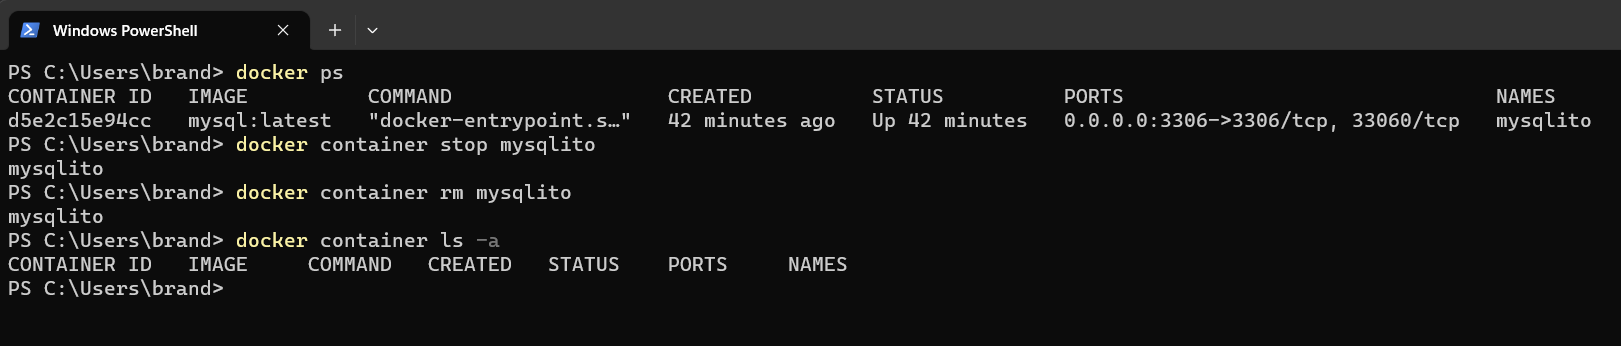 Windows PowerShell
PS C:\Users\brand> docker ps
CONTAINER ID   IMAGE          COMMAND                  CREATED          STATUS          PORTS                               NAMES
d5e2c15e94cc   mysql:latest   "docker-entrypoint.s…"   42 minutes ago   Up 42 minutes   0.0.0.0:3306->3306/tcp, 33060/tcp   mysqlito
PS C:\Users\brand> docker container stop mysqlito
mysqlito
PS C:\Users\brand> docker container rm mysqlito
mysqlito
PS C:\Users\brand> docker container ls -a
CONTAINER ID   IMAGE     COMMAND   CREATED   STATUS    PORTS     NAMES
PS C:\Users\brand>